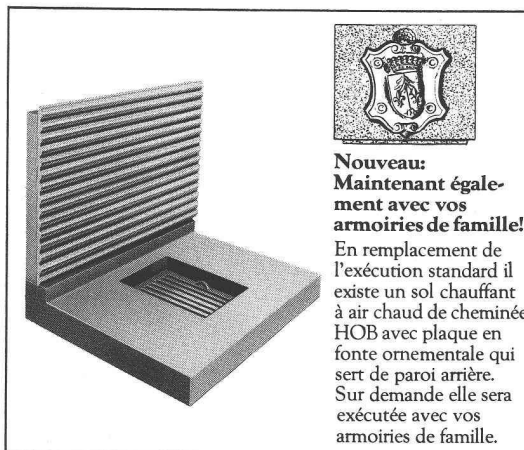 Nouveau:
Maintenant égale-
ment avec vos
armoiries de famille!
En remplacement de
l'exécution standard il
existe un sol chauffant
à air chaud de cheminée
HOB avec plaque en
fonte ornementale qui
sert de paroi arrière.
Sur demande elle sera
exécutée avec vos
armoiries de famille.